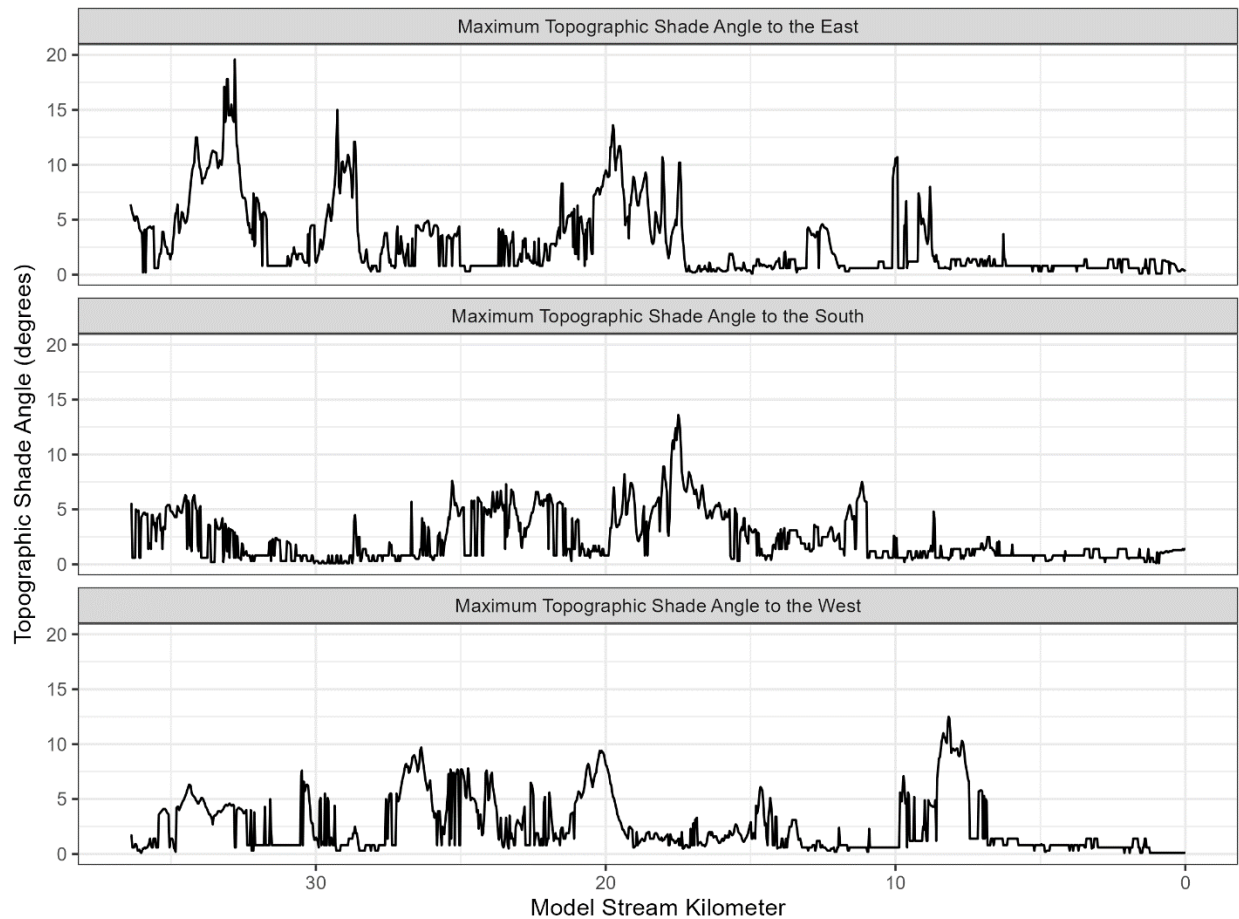 Maximum Topographic Shade Angle to the East
20
15
10
5
0
Maximum Topographic Shade Angle to the South
20
15
10
5
0
Maximum Topographic Shade Angle to the West
20
15
10
5
0
30 20 10 0
Model Stream Kilometer
Topographic Shade Angle (degrees)